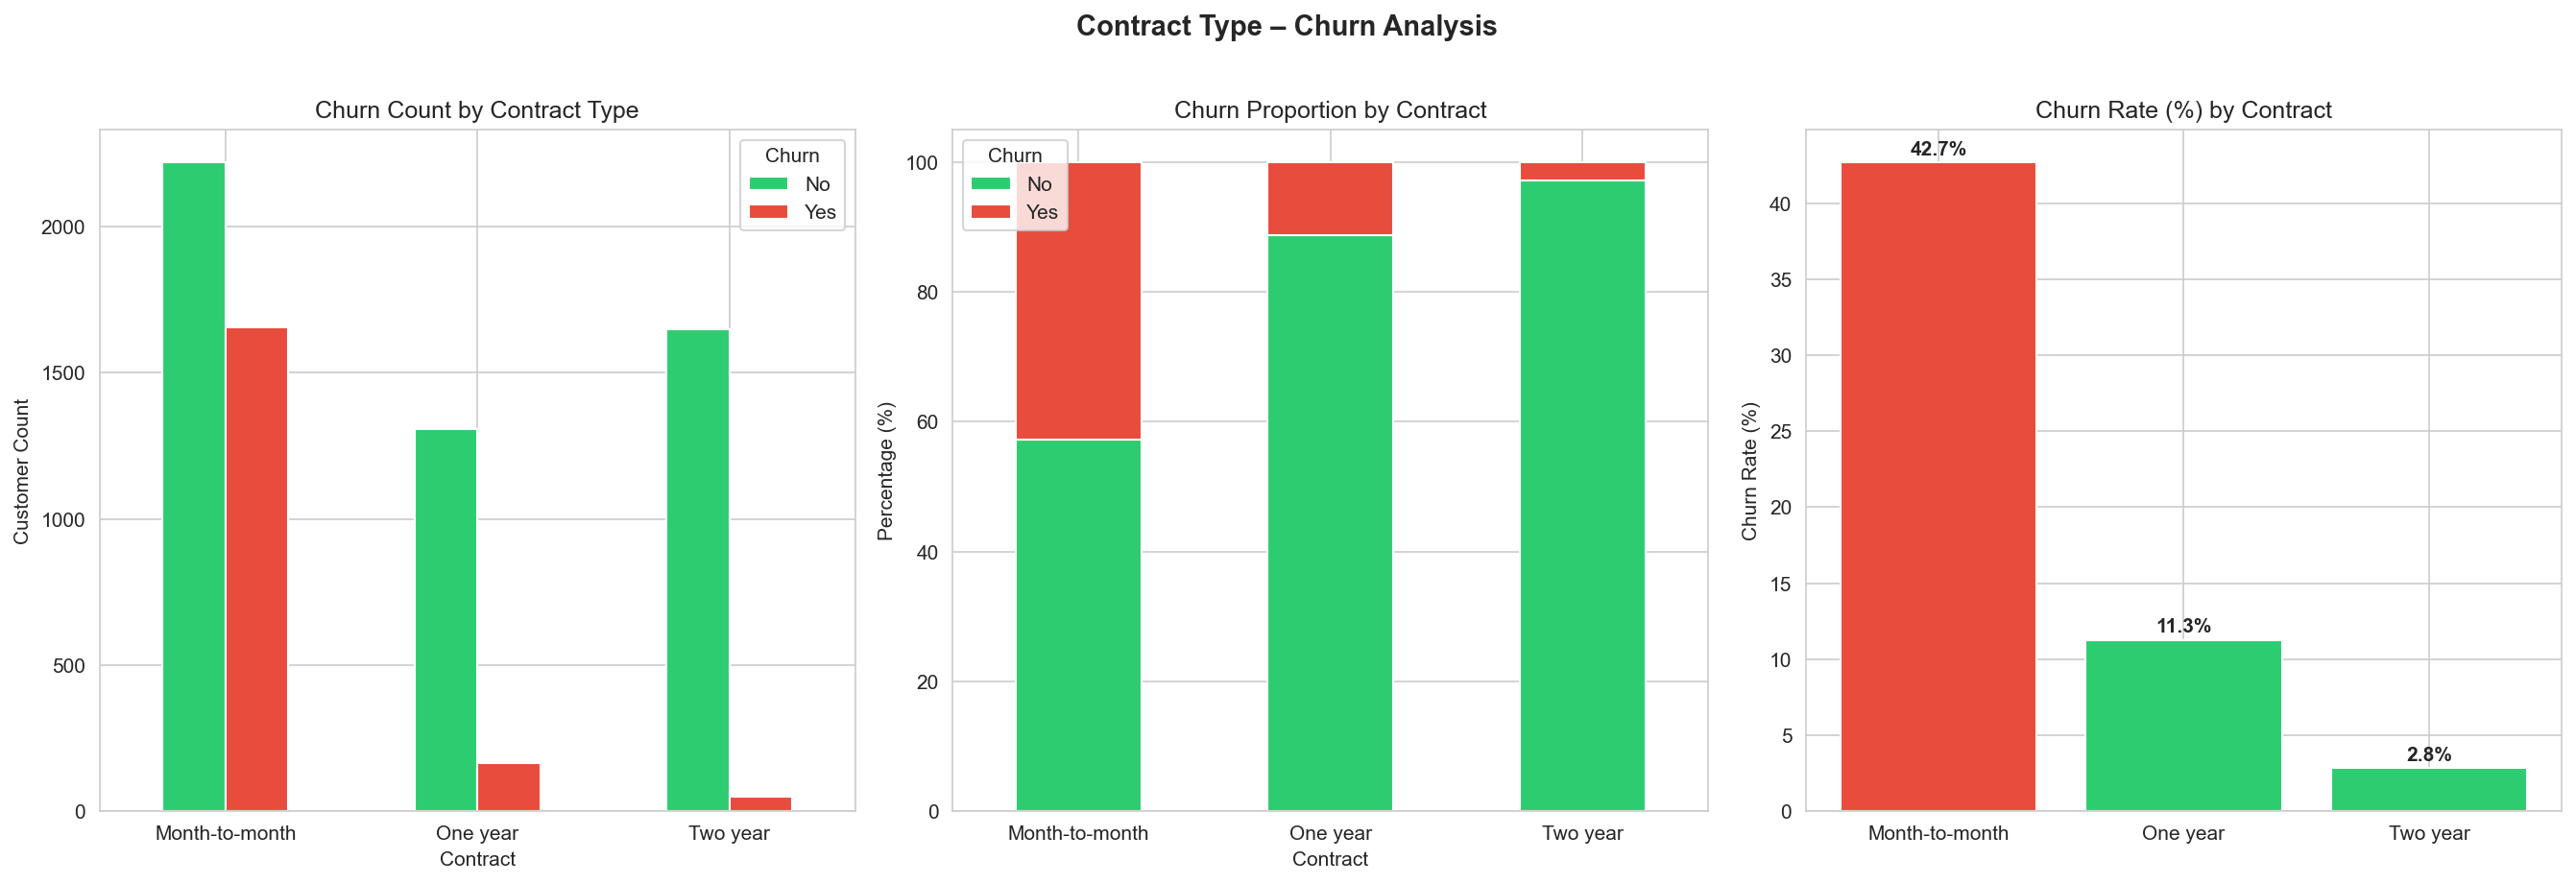 Contract Type – Churn Analysis
Churn Count by Contract Type
Customer Count
2000
1500
1000
500
0
Churn
No
Yes
Month-to-month
One year
Two year
Contract
Churn Proportion by Contract
Percentage (%)
100
80
60
40
20
0
Churn
No
Yes
Month-to-month
One year
Two year
Contract
Churn Rate (%) by Contract
Churn Rate (%)
40
35
30
25
20
15
10
5
0
42.7%
11.3%
2.8%
Month-to-month
One year
Two year